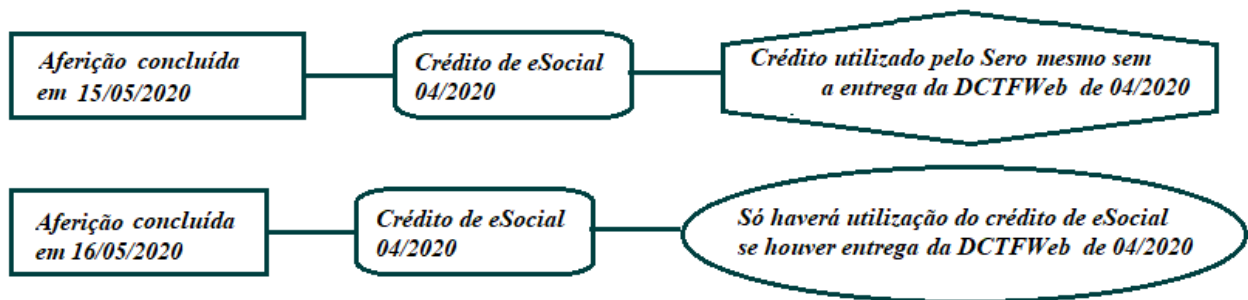 Aferição concluída
em 15/05/2020
Crédito de eSocial
04/2020
Crédito utilizado pelo Sero mesmo sem
a entrega da DCTFWeb de 04/2020
Aferição concluída
em 16/05/2020
Crédito de eSocial
04/2020
Só haverá utilização do crédito de eSocial
se houver entrega da DCTFWeb de 04/2020